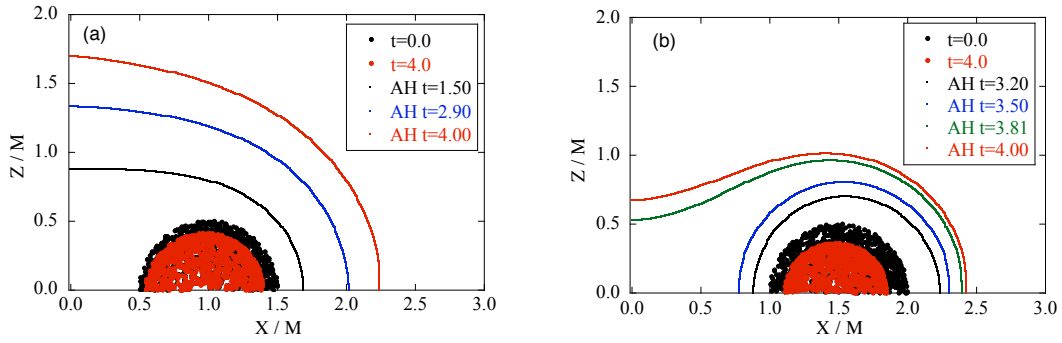 (a)
t=0.0
t=4.0
AH t=1.50
AH t=2.90
AH t=4.00
2.0
1.5
1.0
0.5
0.0
Z / M
0.0 0.5 1.0 1.5 2.0 2.5 3.0
X / M
(b)
t=0.0
t=4.0
AH t=3.20
AH t=3.50
AH t=3.81
AH t=4.00
2.0
1.5
1.0
0.5
0.0
Z / M
0.0 0.5 1.0 1.5 2.0 2.5 3.0
X / M